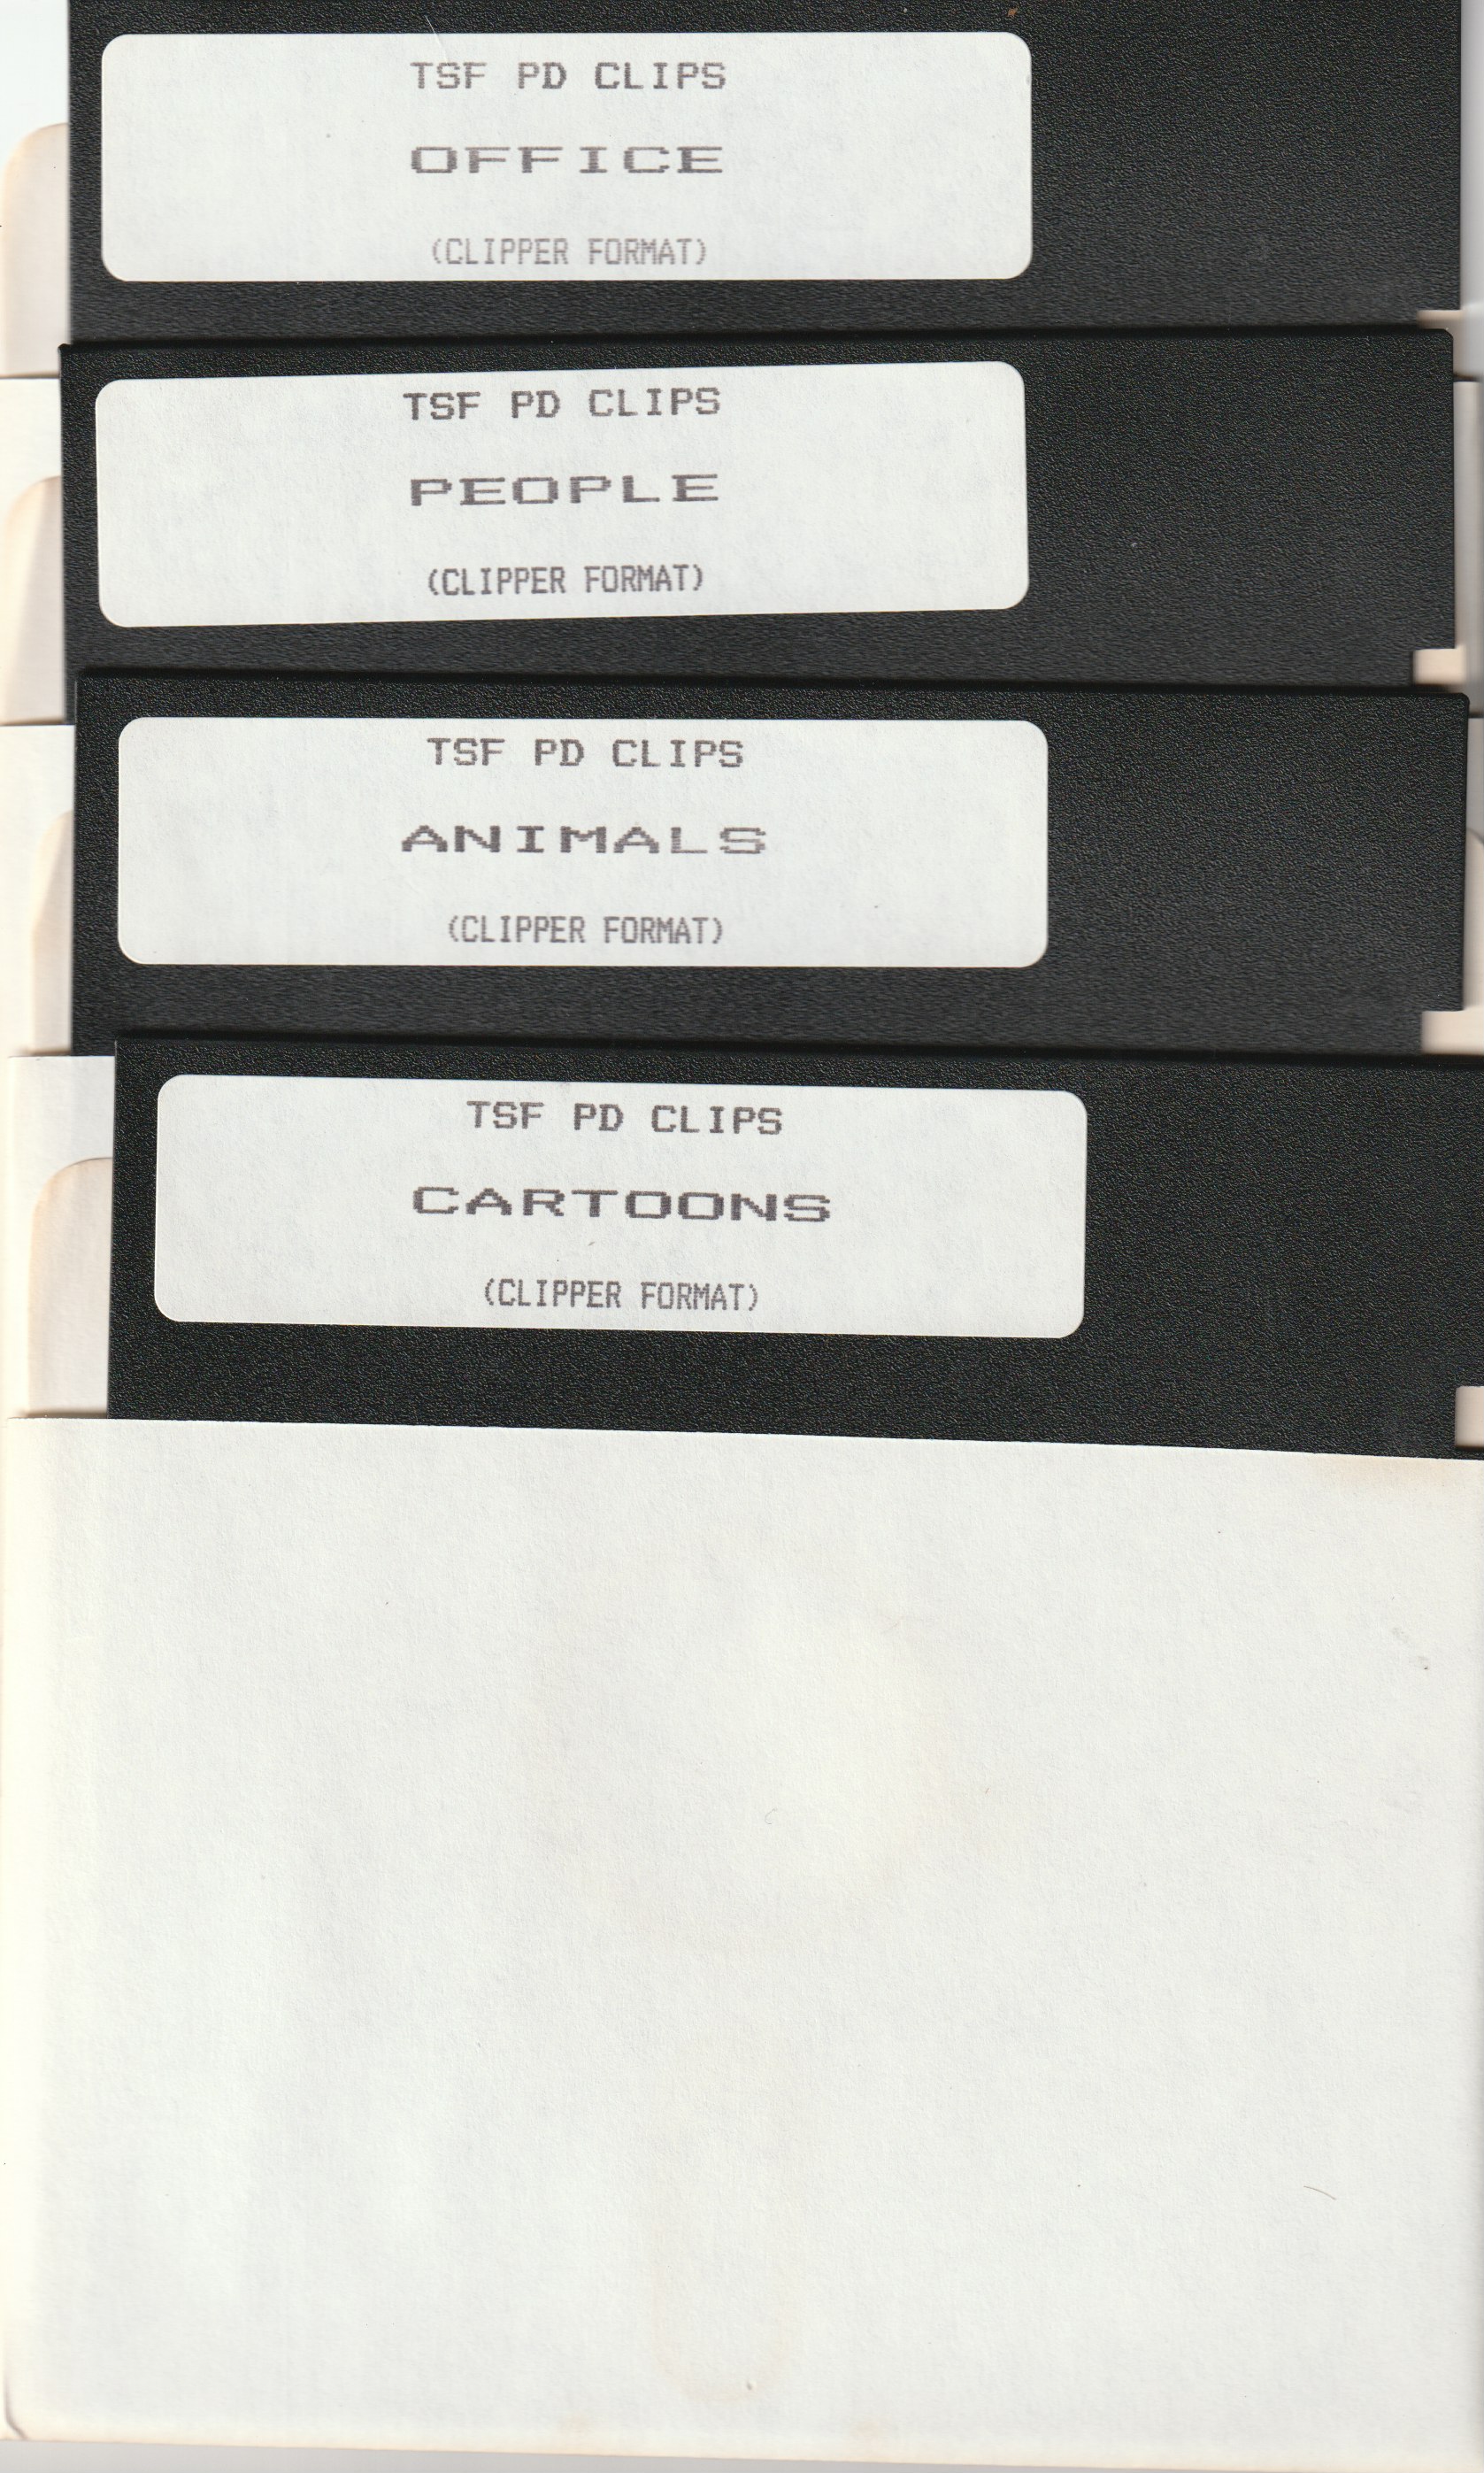 TSF PD CLIPS
OFFICE
(CLIPPER FORMAT)
TSF PD CLIPS
PEOPLE
(CLIPPER FORMAT)
TSF PD CLIPS
ANIMALS
(CLIPPER FORMAT)
TSF PD CLIPS
CARTOONS
(CLIPPER FORMAT)